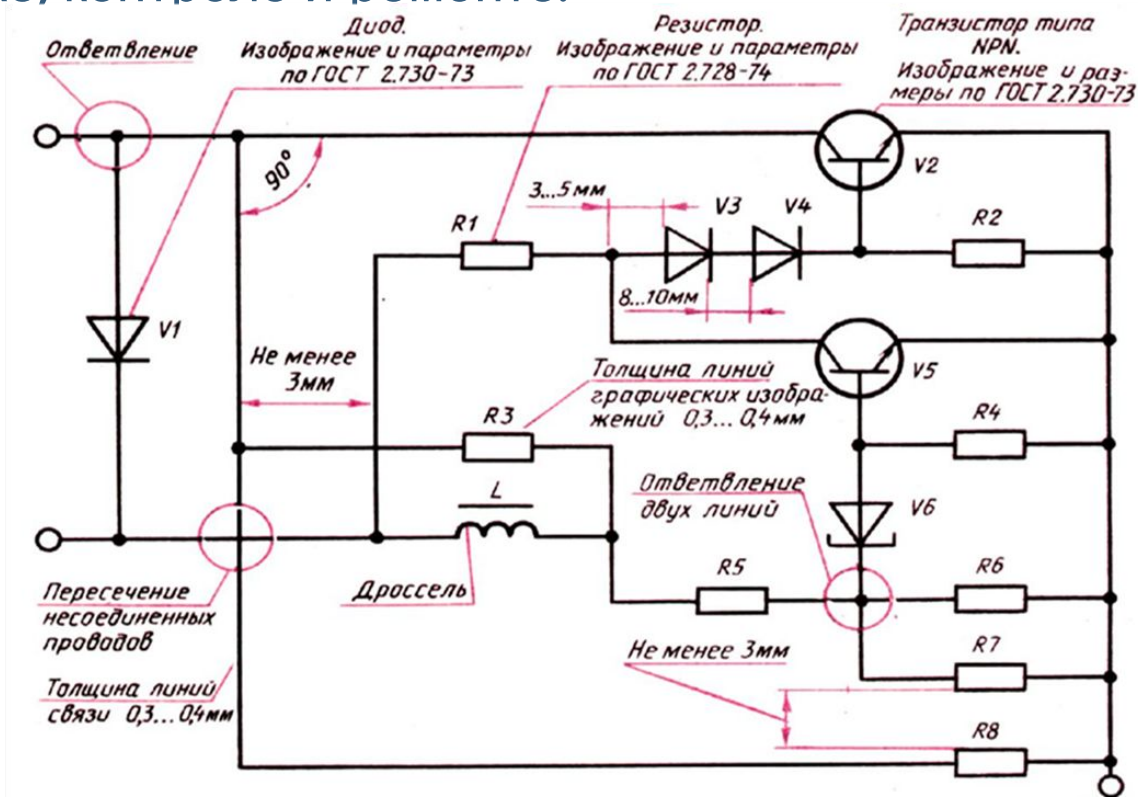 контроле и ремонте.
Ответвление
Диод.
Изображение и параметры
по ГОСТ 2.730-73
Резистор.
Изображение и параметры
по ГОСТ 2.728-74
Транзистор типа
NPN.
Изображение и раз-
меры по ГОСТ 2.730-73
90°
3...5мм
V2
R1
V3
V4
R2
8...10мм
V1
Не менее
3мм
Толщина линий
графических изобра-
жений 0,3... 0,4мм
V5
R3
R4
L
Ответвление
двух линий
V6
Дроссель
R5
R6
Пересечение
несоединенных
проводов
Не менее 3мм
R7
Толщина линий
связи 0,3... 0,4мм
R8